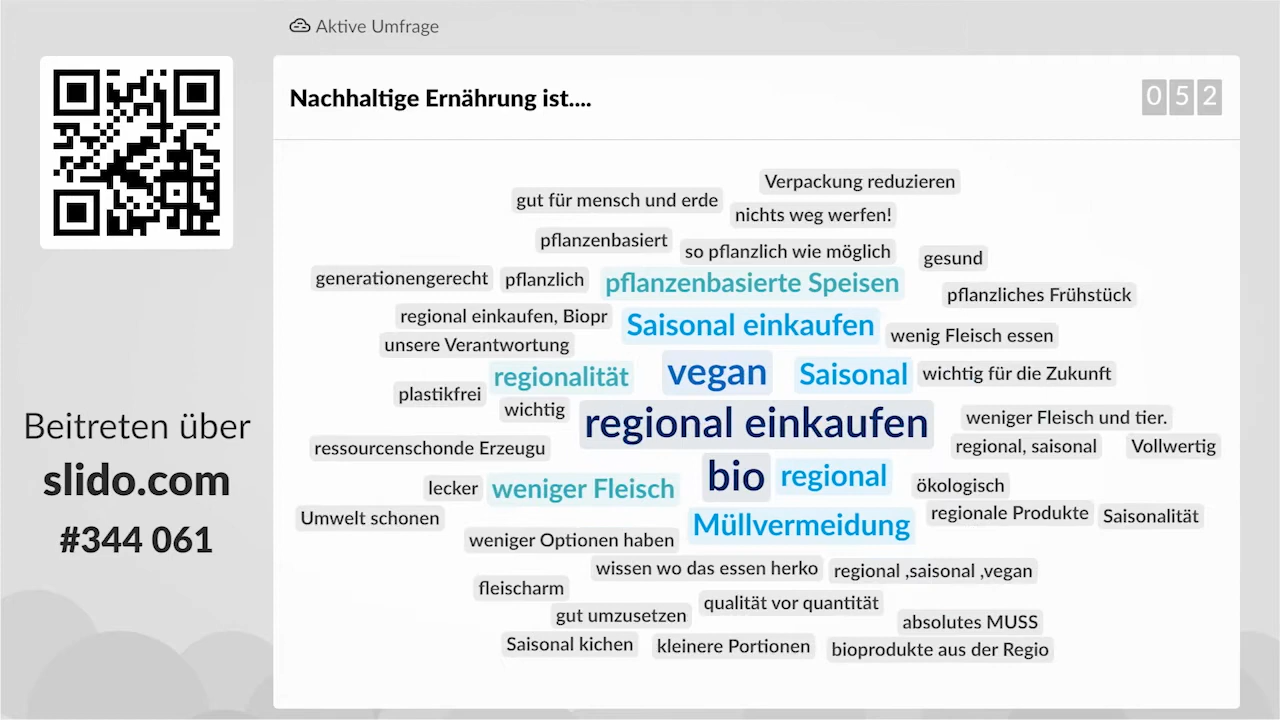 Aktive Umfrage
Nachhaltige Ernährung ist....
052
Beitreten über
slido.com
#344 061
Verpackung reduzieren
gut für mensch und erde
nichts weg werfen!
pflanzenbasiert
so pflanzlich wie möglich
gesund
generationengerecht
pflanzlich
pflanzenbasierte Speisen
pflanzliches Frühstück
regional einkaufen, Biopr
Saisonal einkaufen
wenig Fleisch essen
unsere Verantwortung
regionalität
vegan
Saisonal
wichtig für die Zukunft
plastikfrei
wichtig
regional einkaufen
weniger Fleisch und tier.
ressourcenschonde Erzeugu
regional, saisonal
Vollwertig
lecker
weniger Fleisch
bio
regional
ökologisch
Umwelt schonen
Müllvermeidung
regionale Produkte
Saisonalität
weniger Optionen haben
wissen wo das essen herko
regional ,saisonal ,vegan
fleischarm
qualität vor quantität
gut umzusetzen
absolutes MUSS
Saisonal kichen
kleinere Portionen
bioprodukte aus der Regio